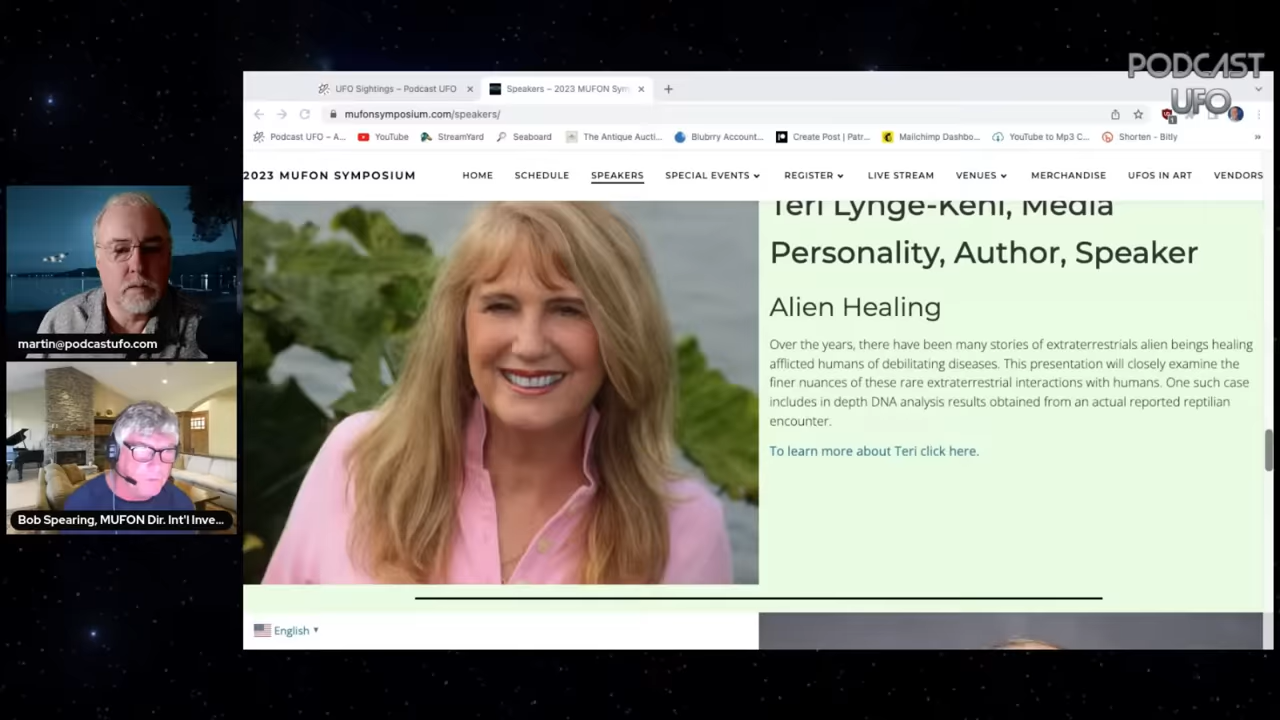 PODCAST
UFO
UFO Sightings – Podcast UFO
Speakers – 2023 MUFON Sym
mufonsymposium.com/speakers/
Podcast UFO – A...
YouTube
StreamYard
Seaboard
The Antique Aucti...
Blubrry Account...
Create Post | Patr...
Mailchimp Dashbo...
YouTube to Mp3 C...
Shorten - Bitly
2023 MUFON SYMPOSIUM
HOME
SCHEDULE
SPEAKERS
SPECIAL EVENTS
REGISTER
LIVE STREAM
VENUES
MERCHANDISE
UFOS IN ART
VENDORS
Teri Lynge-Kehl, Media
Personality, Author, Speaker
Alien Healing
Over the years, there have been many stories of extraterrestrials alien beings healing
afflicted humans of debilitating diseases. This presentation will closely examine the
finer nuances of these rare extraterrestrial interactions with humans. One such case
includes in depth DNA analysis results obtained from an actual reported reptilian
encounter.
To learn more about Teri click here.
martin@podcastufo.com
Bob Spearing, MUFON Dir. Int'l Inve...
English